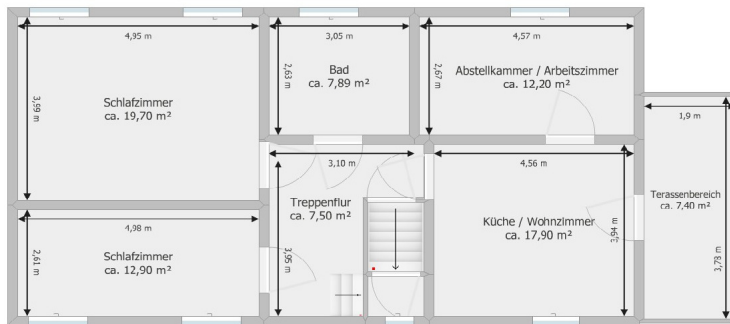 4,95 m
3,05 m
4,57 m
3,99 m
Schlafzimmer
ca. 19,70 m²
2,63 m
Bad
ca. 7,89 m²
2,67 m
Abstellkammer / Arbeitszimmer
ca. 12,20 m²
1,9 m
3,10 m
4,56 m
Treppenflur
ca. 7,50 m²
Terassenbereich
ca. 7,40 m²
4,98 m
Küche / Wohnzimmer
ca. 17,90 m²
3,94 m
2,61 m
Schlafzimmer
ca. 12,90 m²
3,95 m
3,78 m